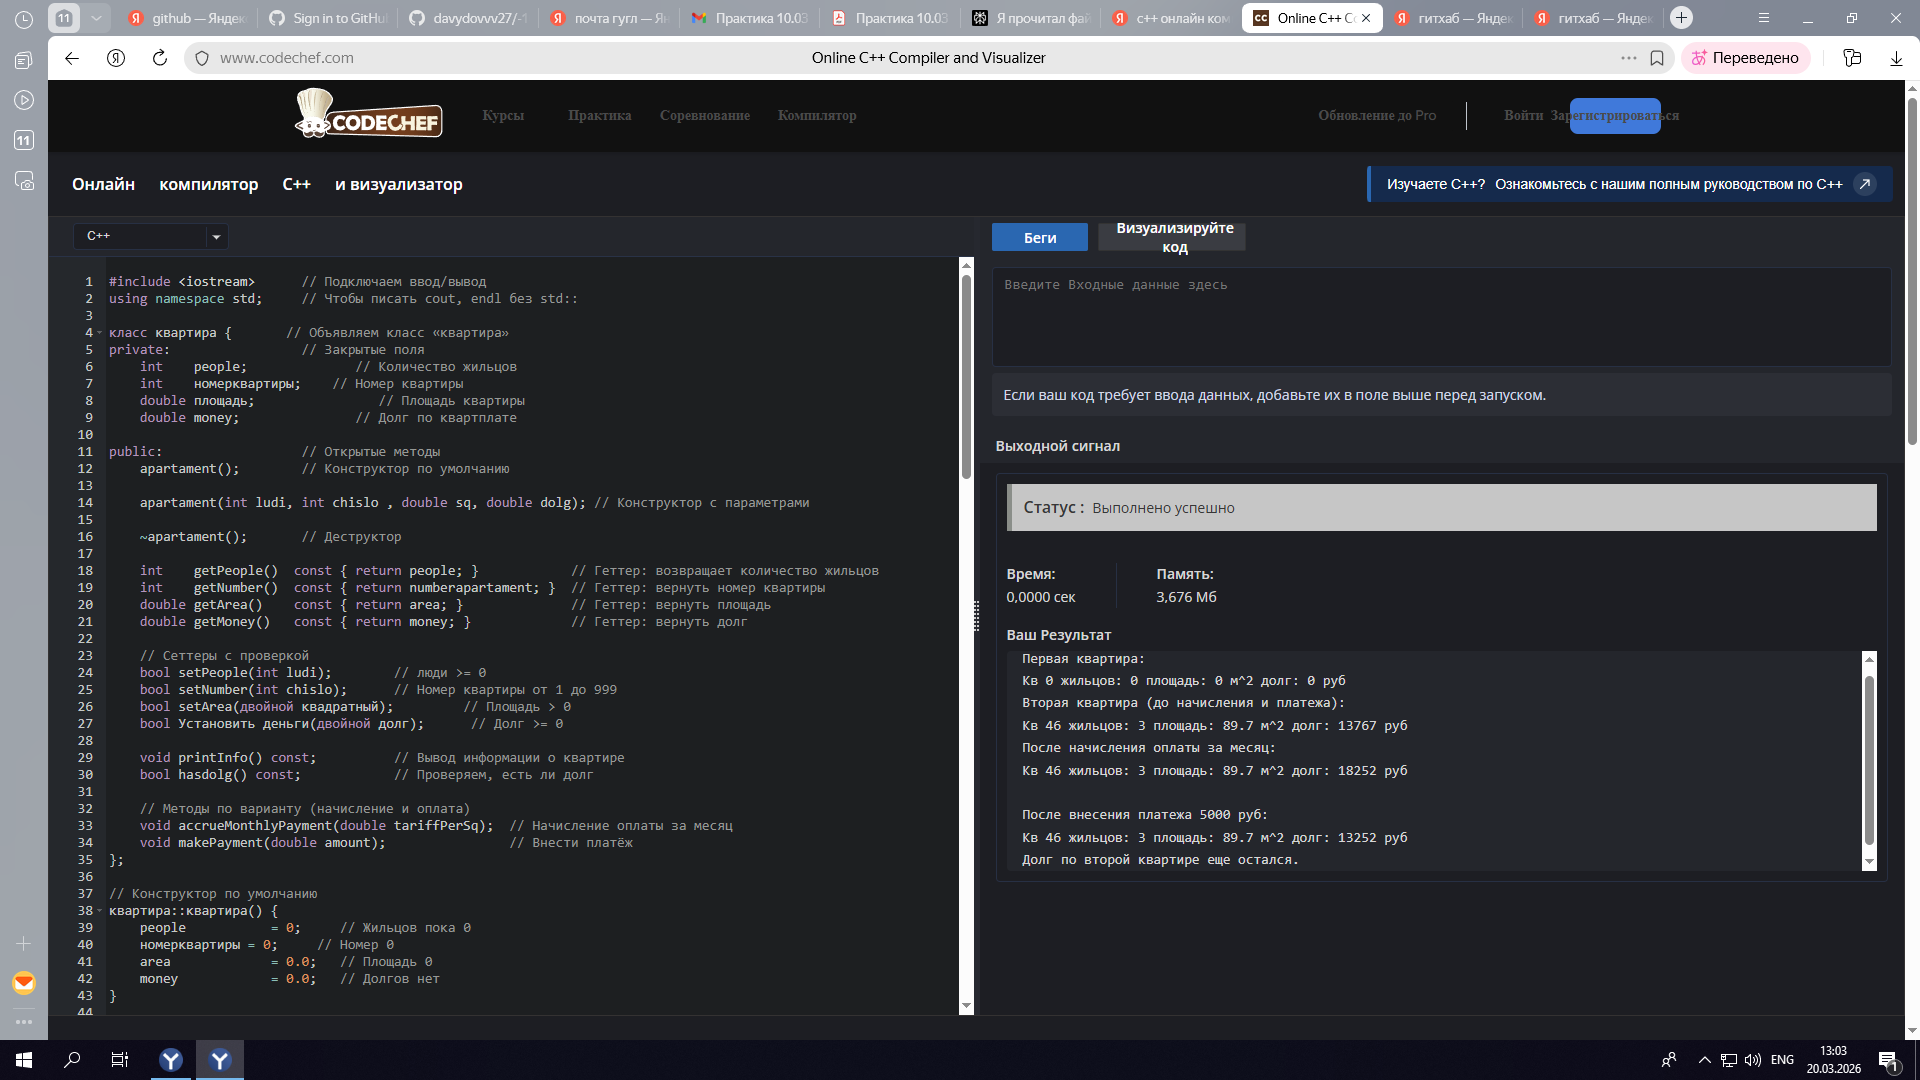 11
github — Яндек
Sign in to GitHu
davydovvv27/-1
почта гугл — Ян
Практика 10.03
Практика 10.03
Я прочитал фай
c++ онлайн ком
Online C++ Co
гитхаб — Яндек
гитхаб — Яндек
www.codechef.com
Online C++ Compiler and Visualizer
Переведено
11
CODECHEF
Курсы
Практика
Соревнование
Компилятор
Обновление до Pro
Войти
Зарегистрироваться
Онлайн компилятор C++ и визуализатор
Изучаете C++? Ознакомьтесь с нашим полным руководством по C++
C++
Беги
Визуализируйте
код
1 #include <iostream> // Подключаем ввод/вывод
2 using namespace std; // Чтобы писать cout, endl без std::
3
4 класс квартира { // Объявляем класс «квартира»
5 private: // Закрытые поля
6 int people; // Количество жильцов
7 int номерквартиры; // Номер квартиры
8 double площадь; // Площадь квартиры
9 double money; // Долг по квартплате
10
11 public: // Открытые методы
12 apartament(); // Конструктор по умолчанию
13
14 apartament(int ludi, int chislo , double sq, double dolg); // Конструктор с параметрами
15
16 ~apartament(); // Деструктор
17
18 int getPeople() const { return people; } // Геттер: возвращает количество жильцов
19 int getNumber() const { return numberapartament; } // Геттер: вернуть номер квартиры
20 double getArea() const { return area; } // Геттер: вернуть площадь
21 double getMoney() const { return money; } // Геттер: вернуть долг
22
23 // Сеттеры с проверкой
24 bool setPeople(int ludi); // люди >= 0
25 bool setNumber(int chislo); // Номер квартиры от 1 до 999
26 bool setArea(двойной квадратный); // Площадь > 0
27 bool Установить деньги(двойной долг); // Долг >= 0
28
29 void printInfo() const; // Вывод информации о квартире
30 bool hasdolg() const; // Проверяем, есть ли долг
31
32 // Методы по варианту (начисление и оплата)
33 void accrueMonthlyPayment(double tariffPerSq); // Начисление оплаты за месяц
34 void makePayment(double amount); // Внести платёж
35 };
36
37 // Конструктор по умолчанию
38 квартира::квартира() {
39 people = 0; // Жильцов пока 0
40 номерквартиры = 0; // Номер 0
41 area = 0.0; // Площадь 0
42 money = 0.0; // Долгов нет
43 }
44
Введите Входные данные здесь
Если ваш код требует ввода данных, добавьте их в поле выше перед запуском.
Выходной сигнал
Статус : Выполнено успешно
Время:
0,0000 сек
Память:
3,676 Мб
Ваш Результат
Первая квартира:
Кв 0 жильцов: 0 площадь: 0 м^2 долг: 0 руб
Вторая квартира (до начисления и платежа):
Кв 46 жильцов: 3 площадь: 89.7 м^2 долг: 13767 руб
После начисления оплаты за месяц:
Кв 46 жильцов: 3 площадь: 89.7 м^2 долг: 18252 руб
После внесения платежа 5000 руб:
Кв 46 жильцов: 3 площадь: 89.7 м^2 долг: 13252 руб
Долг по второй квартире еще остался.
ENG
13:03
20.03.2026
1